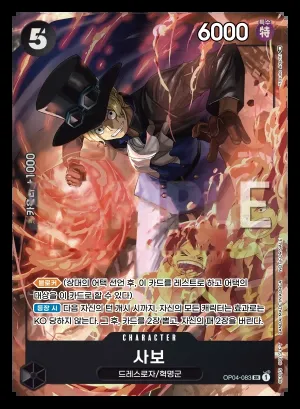 5
6000
특수
特
카운터 +1000
블로커 (상대의 어택 선언 후, 이 카드를 레스트로 하고 어택의
대상을 이 카드로 할 수 있다).
등장 시 다음 자신의 턴 개시 시까지, 자신의 모든 캐릭터는 효과로는
KO 당하지 않는다. 그 후, 카드를 2장 뽑고, 자신의 패 2장을 버린다.
CHARACTER
사보
드레스로자/혁명군
OP04-083 SR 1